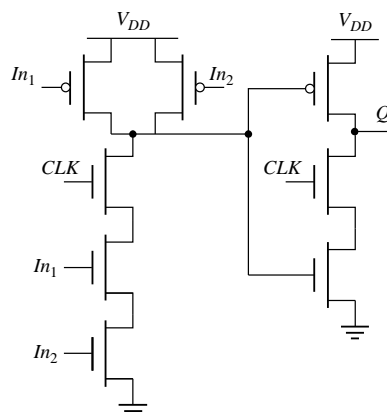 V_DD
V_DD
In_1
In_2
Q
CLK
CLK
In_1
In_2